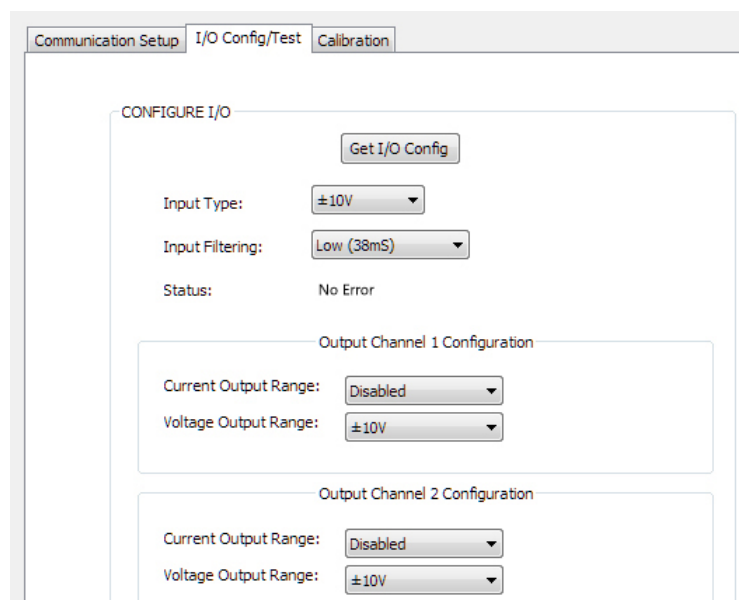 Communication Setup I/O Config/Test Calibration
CONFIGURE I/O
Get I/O Config
Input Type: ±10V
Input Filtering: Low (38mS)
Status: No Error
Output Channel 1 Configuration
Current Output Range: Disabled
Voltage Output Range: ±10V
Output Channel 2 Configuration
Current Output Range: Disabled
Voltage Output Range: ±10V